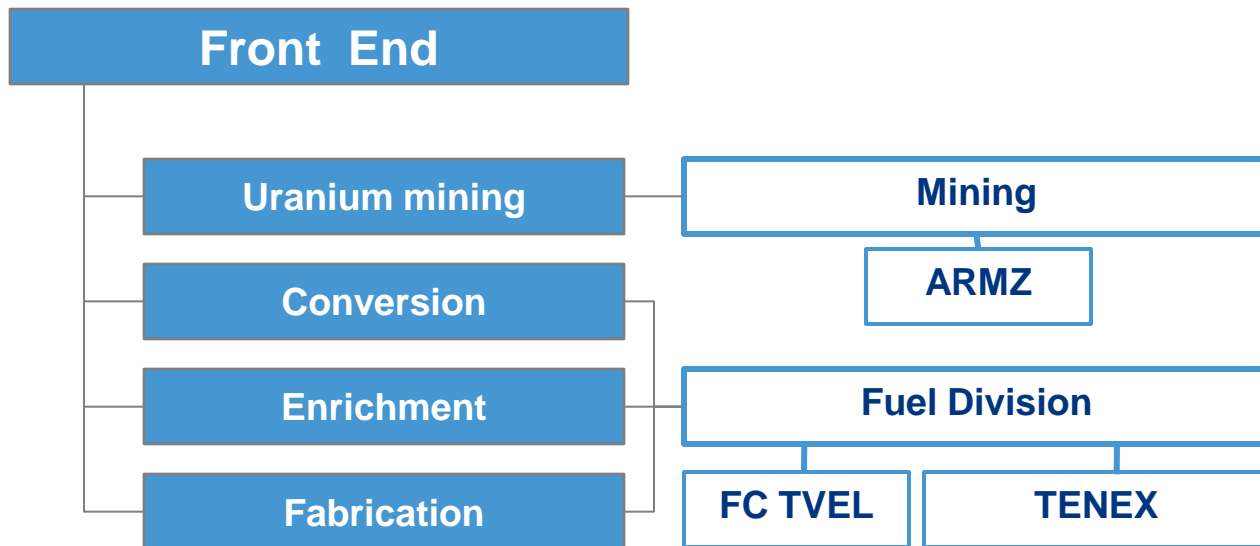 Front End
Uranium mining
Mining
ARMZ
Conversion
Enrichment
Fuel Division
Fabrication
FC TVEL
TENEX